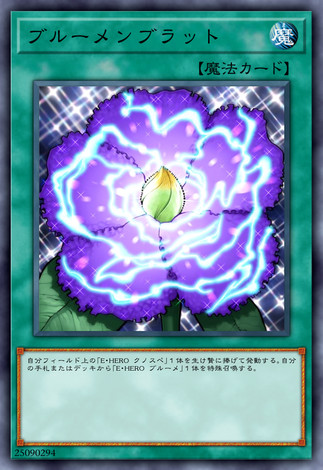 ブルーメンブラット
魔
【魔法カード】
自分フィールド上の「E・HERO クノスペ」1体を生け贄に捧げて発動する。自分
の手札またはデッキから「E・HERO ブルーメ」1体を特殊召喚する。
25090294